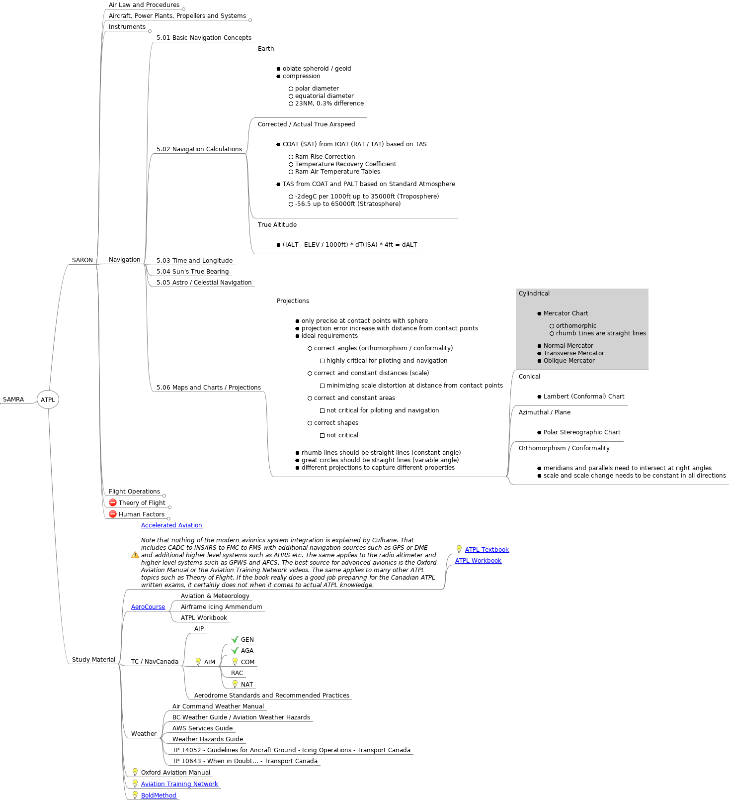 Air Law and Procedures
Aircraft, Power Plants, Propellers and Systems
Instruments
5.01 Basic Navigation Concepts
Earth
oblate spheroid / geoid
compression
polar diameter
equatorial diameter
23NM, 0.3% difference
Corrected / Actual True Airspeed
5.02 Navigation Calculations
COAT (SAT) from IOAT (RAT / TAT) based on TAS
Ram Rise Correction
Temperature Recovery Coefficient
Ram Air Temperature Tables
TAS from COAT and PALT based on Standard Atmosphere
-2degC per 1000ft up to 35000ft (Troposphere)
-56.5 up to 65000ft (Stratosphere)
True Altitude
(IALT - ELEV / 1000ft) * dT(ISA) * 4ft = dALT
SARON
Navigation
5.03 Time and Longitude
5.04 Sun's True Bearing
5.05 Astro / Celestial Navigation
Projections
only precise at contact points with sphere
projection error increase with distance from contact points
ideal requirements
correct angles (orthomorphism / conformality)
highly critical for piloting and navigation
correct and constant distances (scale)
minimizing scale distortion at distance from contact points
5.06 Maps and Charts / Projections
correct and constant areas
not critical for piloting and navigation
correct shapes
not critical
rhumb lines should be straight lines (constant angle)
great circles should be straight lines (variable angle)
different projections to capture different properties
Cylindrical
Mercator Chart
orthomorphic
rhumb Lines are straight lines
Normal Mercator
Transverse Mercator
Oblique Mercator
Conical
Lambert (Conformal) Chart
Azimuthal / Plane
Polar Stereographic Chart
Orthomorphism / Conformality
meridians and parallels need to intersect at right angles
scale and scale change needs to be constant in all directions
SAMRA
ATPL
Flight Operations
Theory of Flight
Human Factors
Accelerated Aviation
Note that nothing of the modern avionics system integration is explained by Culhane. That
includes CADC to INS/IRS to FMC to FMS with additional navigation sources such as GPS or DME
and additional higher level systems such as AHRS etc. The same applies to the radio altimeter and
higher level systems such as GPWS and AFCS. The best source for advanced avionics is the Oxford
Aviation Manual or the Aviation Training Network videos. The same applies to many other ATPL
topics such as Theory of Flight. If the book really does a good job preparing for the Canadian ATPL
written exams, it certainly does not when it comes to actual ATPL knowledge.
ATPL Textbook
ATPL Workbook
Aviation & Meteorology
AeroCourse
Airframe Icing Ammendum
ATPL Workbook
AIP
GEN
AGA
Study Material
TC / NavCanada
AIM
COM
RAC
NAT
Aerodrome Standards and Recommended Practices
Air Command Weather Manual
BC Weather Guide / Aviation Weather Hazards
AWS Services Guide
Weather
Weather Hazards Guide
TP 14052 - Guidelines for Aircraft Ground - Icing Operations - Transport Canada
TP 10643 - When in Doubt... - Transport Canada
Oxford Aviation Manual
Aviation Training Network
BoldMethod